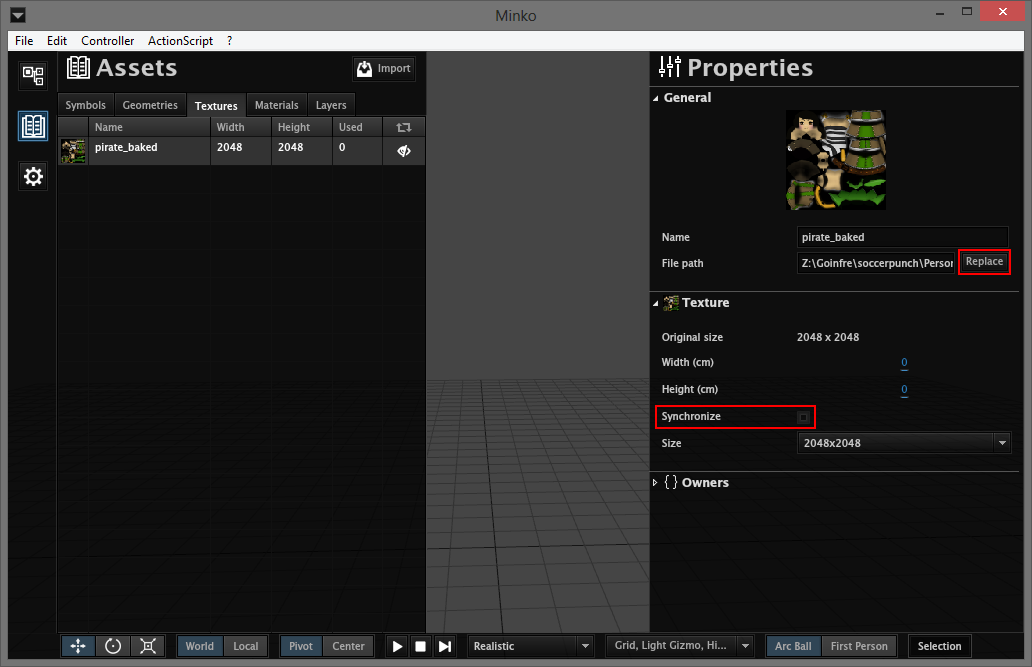 Minko
File Edit Controller ActionScript ?
Assets
Import
Symbols Geometries Textures Materials Layers
Name Width Height Used
pirate_baked 2048 2048 0
Properties
General
Name pirate_baked
File path Z:\Goinfre\soccerpunch\Person Replace
Texture
Original size 2048 x 2048
Width (cm) 0
Height (cm) 0
Synchronize
Size 2048x2048
{} Owners
World Local Pivot Center Realistic Grid, Light Gizmo, Hi... Arc Ball First Person Selection